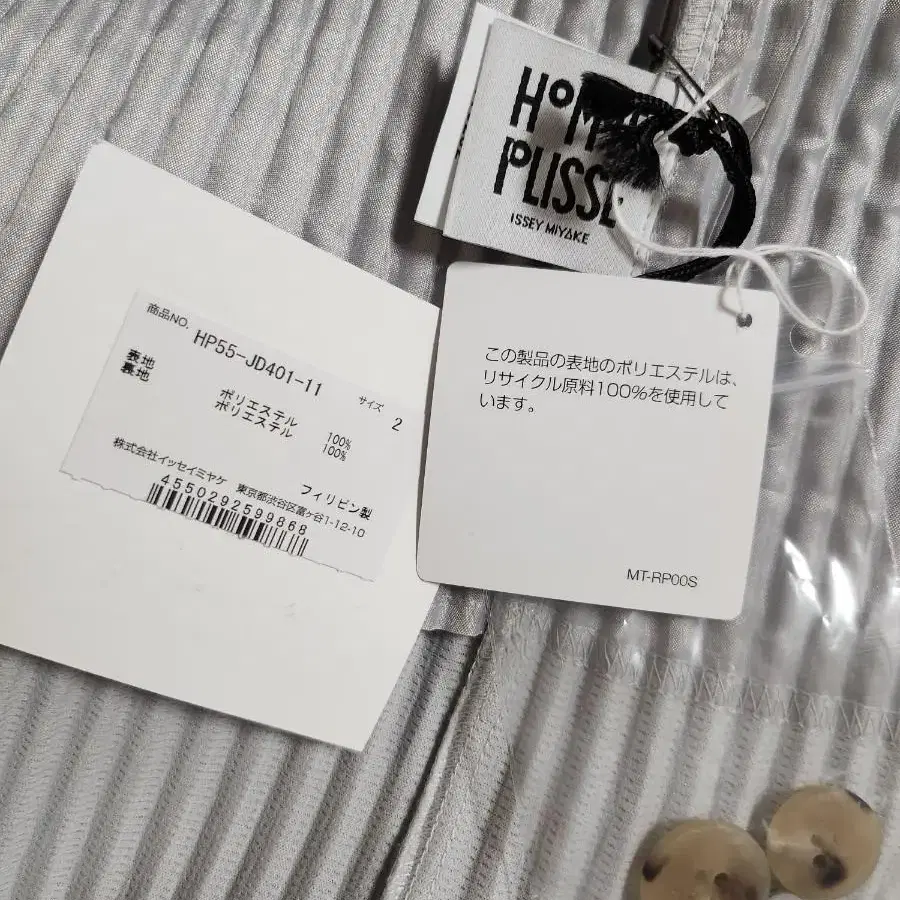 PLISSÉ
ISSEY MIYAKE
商品NO. HP55-JD401-11
サイズ 2
表地 ポリエステル 100%
裏地 ポリエステル 100%
フィリピン製
株式会社イッセイミヤケ 東京都渋谷区富ヶ谷1-12-10
4550292599868
この製品の表地のポリエステルは、
リサイクル原料100%を使用して
います。
MT-RP00S